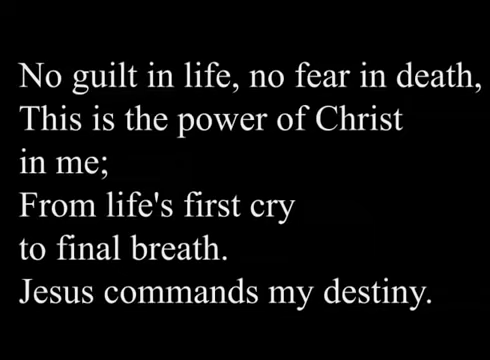 No guilt in life, no fear in death,
This is the power of Christ
in me;
From life's first cry
to final breath.
Jesus commands my destiny.